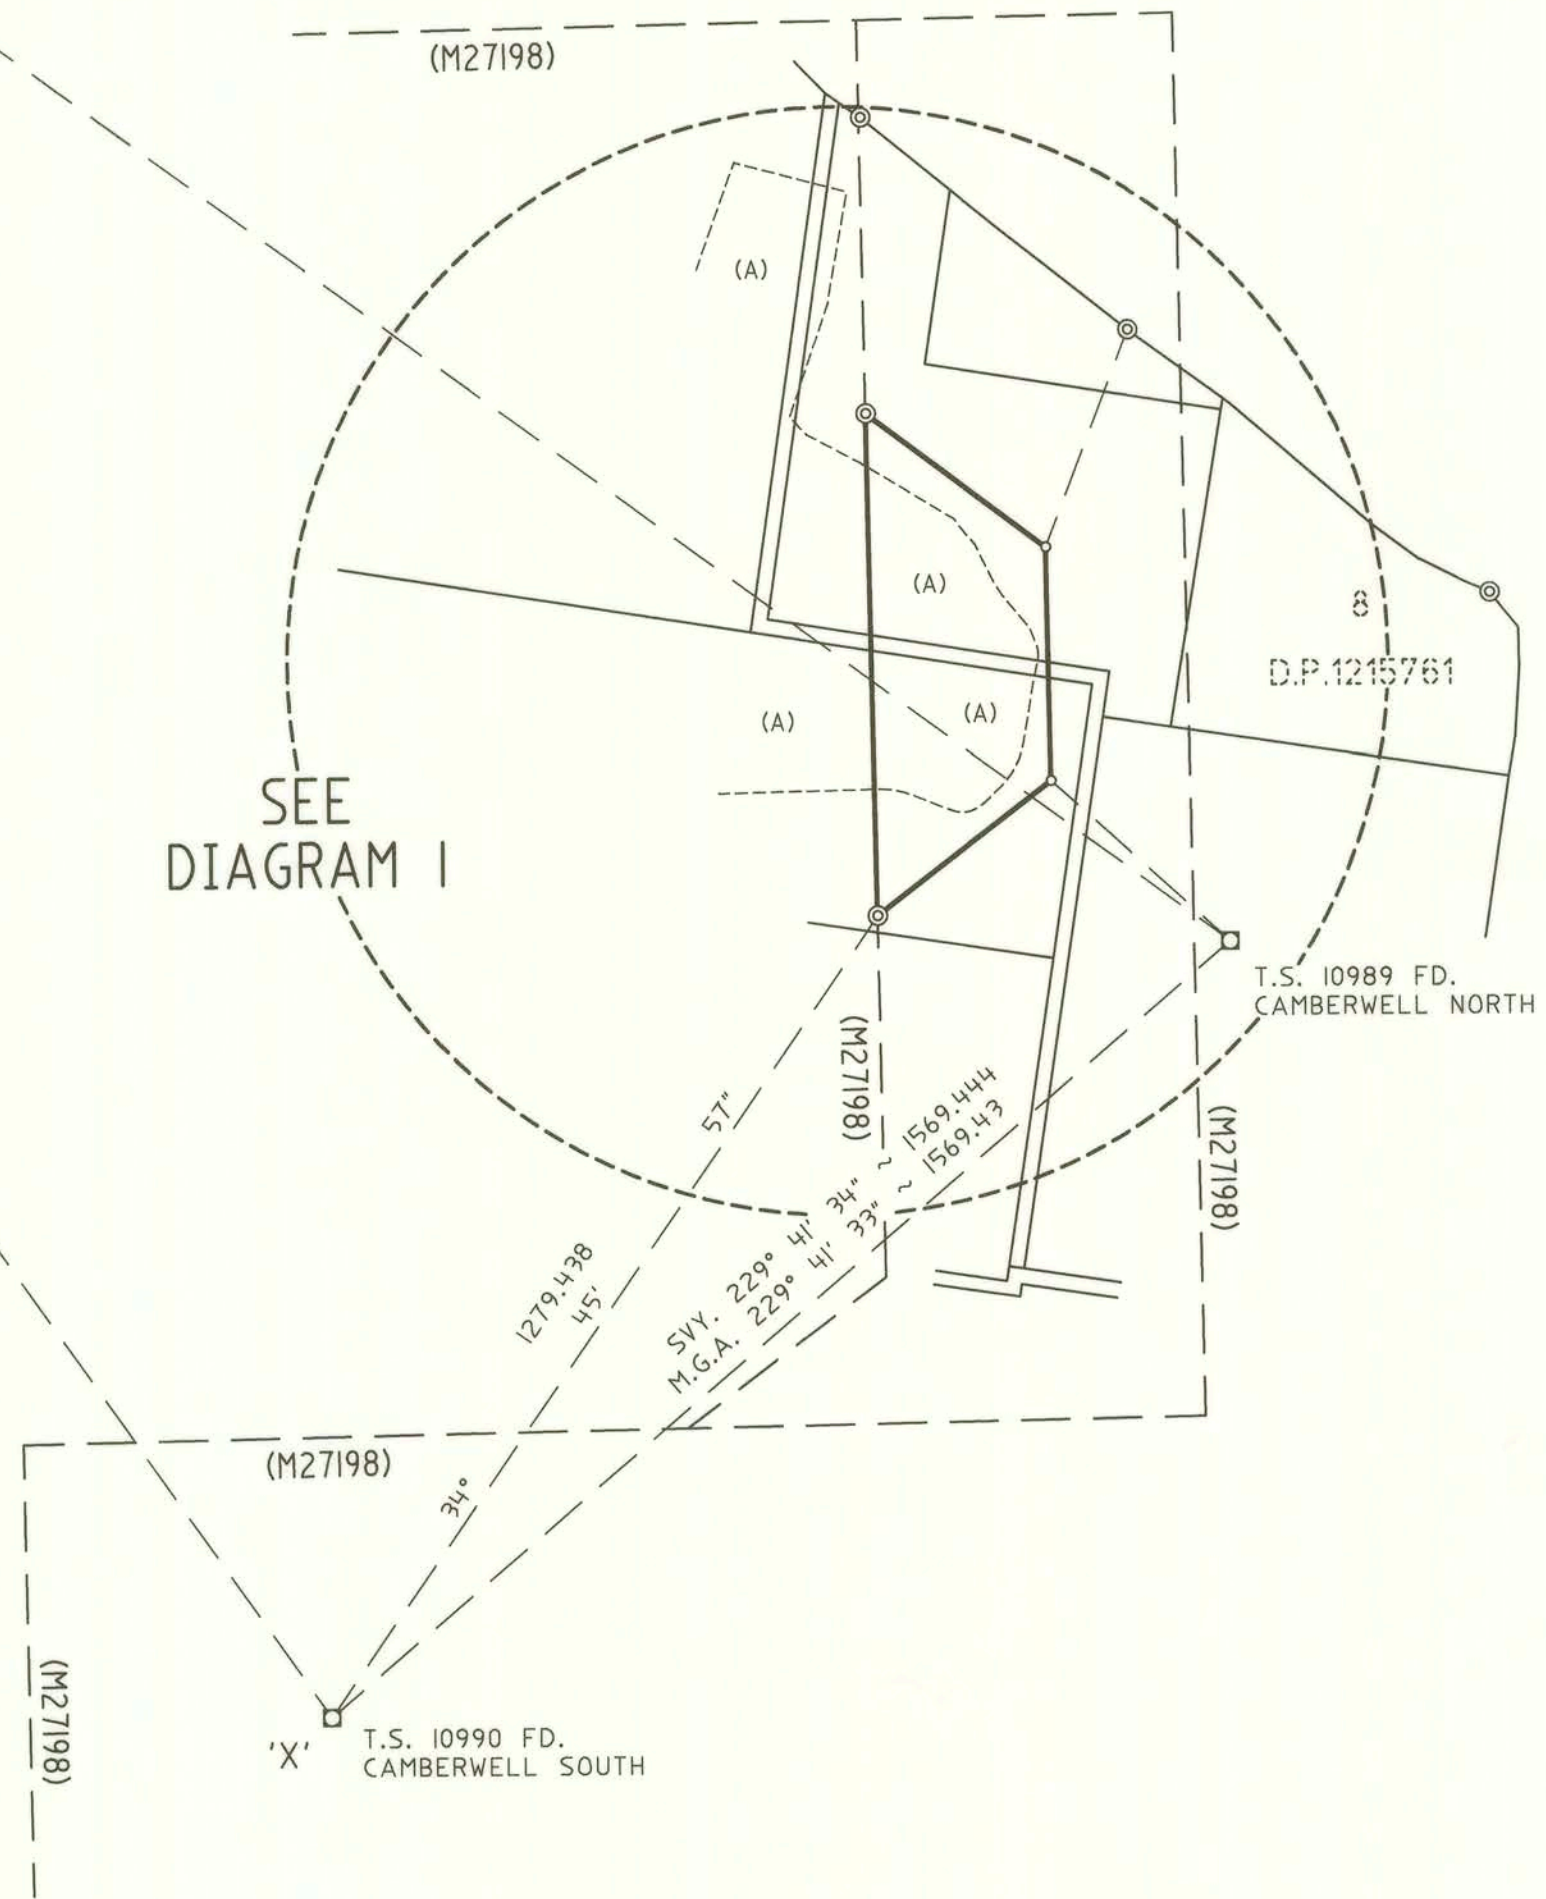 (M27198)
(A)
(A)
8
D.P.1215761
(A)
(A)
SEE
DIAGRAM 1
T.S. 10989 FD.
CAMBERWELL NORTH
(M27198)
(M27198)
34° 45' 57"
1279.438
SVY. 229° 41' 34" ~ 1569.444
M.G.A. 229° 41' 33" ~ 1569.43
(M27198)
(M27198)
'X'
T.S. 10990 FD.
CAMBERWELL SOUTH